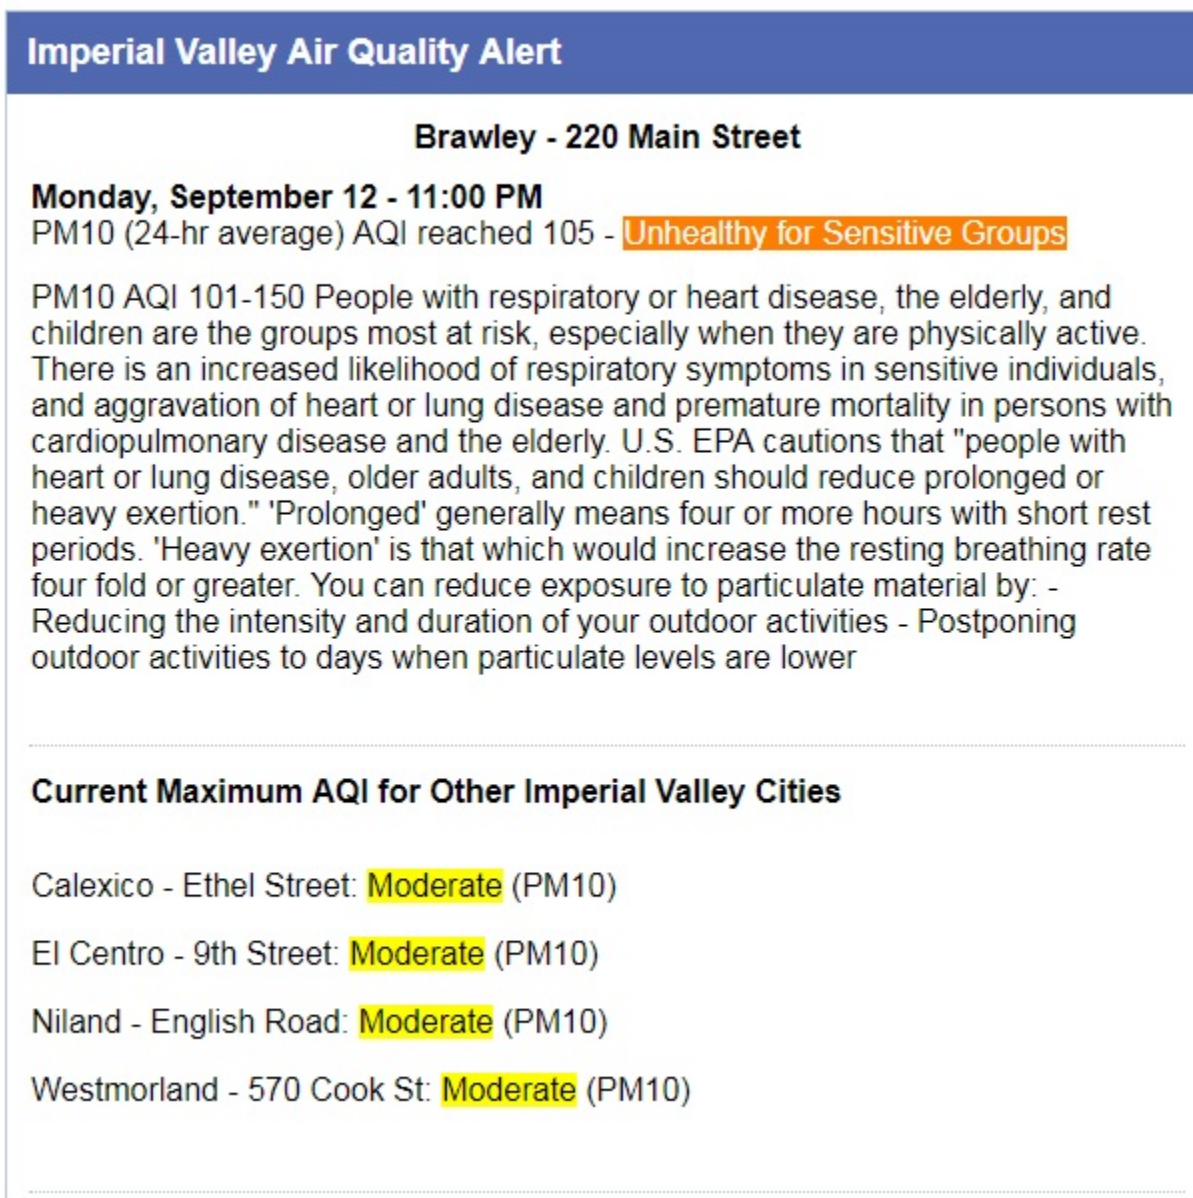 Imperial Valley Air Quality Alert
Brawley - 220 Main Street
Monday, September 12 - 11:00 PM
PM10 (24-hr average) AQI reached 105 - Unhealthy for Sensitive Groups
PM10 AQI 101-150 People with respiratory or heart disease, the elderly, and
children are the groups most at risk, especially when they are physically active.
There is an increased likelihood of respiratory symptoms in sensitive individuals,
and aggravation of heart or lung disease and premature mortality in persons with
cardiopulmonary disease and the elderly. U.S. EPA cautions that "people with
heart or lung disease, older adults, and children should reduce prolonged or
heavy exertion." 'Prolonged' generally means four or more hours with short rest
periods. 'Heavy exertion' is that which would increase the resting breathing rate
four fold or greater. You can reduce exposure to particulate material by: -
Reducing the intensity and duration of your outdoor activities - Postponing
outdoor activities to days when particulate levels are lower
Current Maximum AQI for Other Imperial Valley Cities
Calexico - Ethel Street: Moderate (PM10)
El Centro - 9th Street: Moderate (PM10)
Niland - English Road: Moderate (PM10)
Westmorland - 570 Cook St: Moderate (PM10)